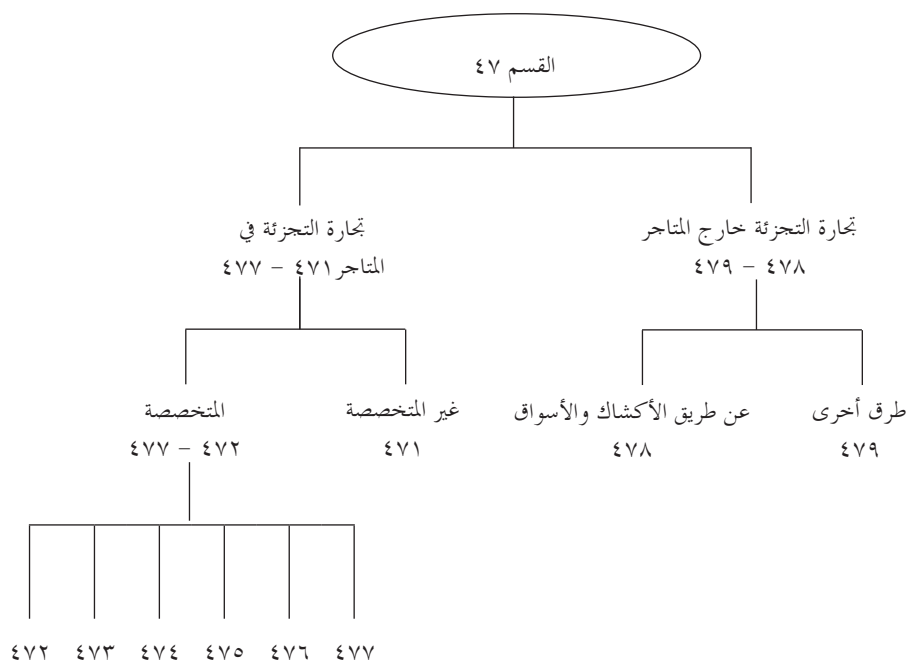 القسم ٤٧
تجارة التجزئة خارج المتاجر
٤٧٨ – ٤٧٩
تجارة التجزئة في
المتاجر ٤٧١ – ٤٧٧
طرق أخرى
٤٧٩
عن طريق الأكشاك والأسواق
٤٧٨
غير المتخصصة
٤٧١
المتخصصة
٤٧٢ – ٤٧٧
٤٧٢ ٤٧٣ ٤٧٤ ٤٧٥ ٤٧٦ ٤٧٧